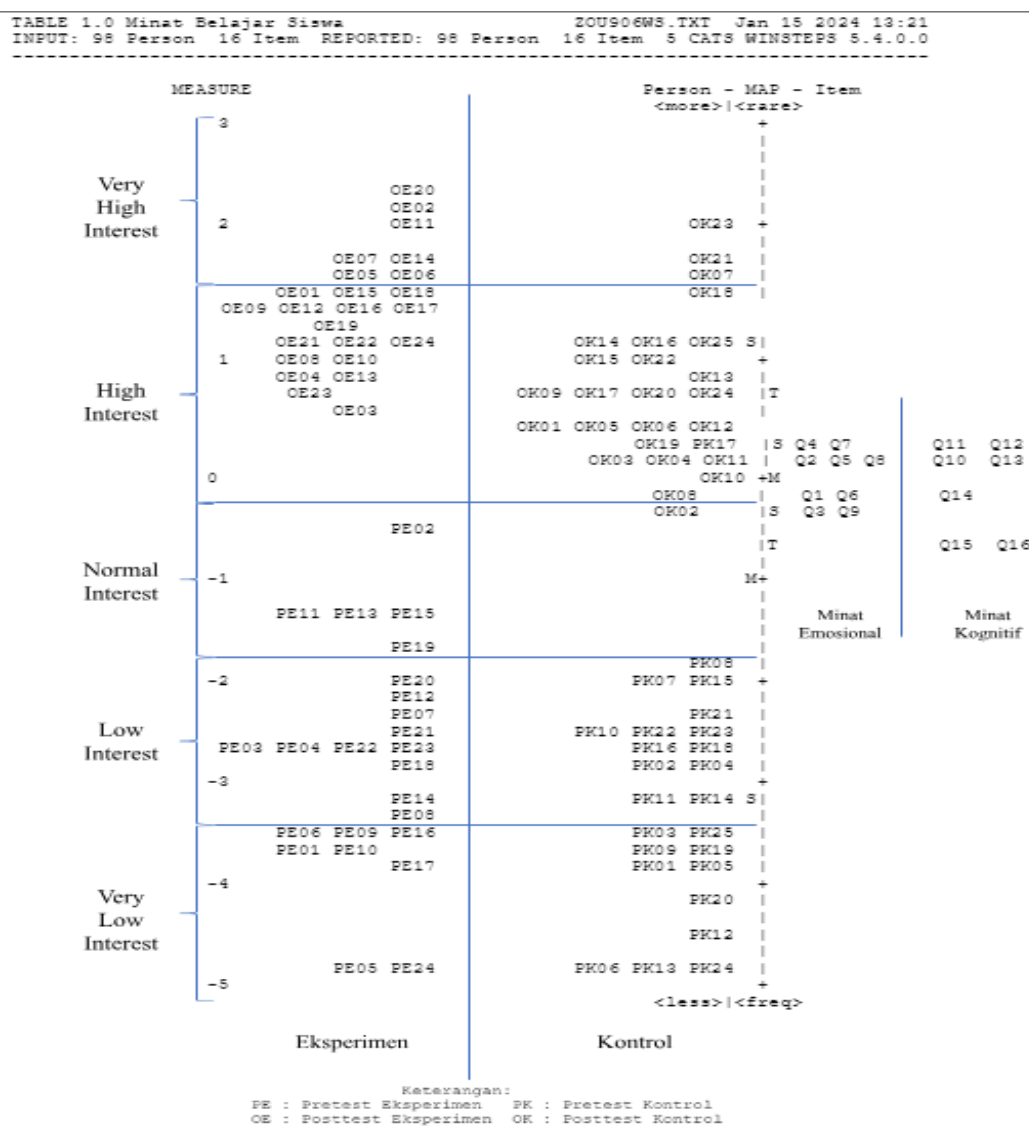 TABLE 1.0 Minat Belajar Siswa ZOU906WS.TXT Jan 15 2024 13:21
INPUT: 98 Person 16 Item REPORTED: 98 Person 16 Item 5 CATS WINSTEPS 5.4.0.0
--------------------------------------------------------------------------------
MEASURE Person - MAP - Item
<more>|<rare>
3 +
|
Very High Interest
OE20 |
OE02 |
2 OE11 OK23 +
|
OE07 OE14 OK21 |
OE05 OE06 OK07 |
OE01 OE15 OE18 OK18 |
OE09 OE12 OE16 OE17 |
OE19 |
OE21 OE22 OE24 OK14 OK16 OK25 S|
1 OE08 OE10 OK15 OK22 +
OE04 OE13 OK13 |
High Interest
OE23 OK09 OK17 OK20 OK24 |T
OE03 |
OK01 OK05 OK06 OK12 |
OK19 PK17 |S Q4 Q7 Q11 Q12
OK03 OK04 OK11 | Q2 Q5 Q8 Q10 Q13
0 OK10 +M
OK08 | Q1 Q6 Q14
OK02 |S Q3 Q9
PE02 |
|T Q15 Q16
Normal Interest
-1 M+
|
PE11 PE13 PE15 |
Minat Emosional Minat Kognitif
PE19 |
PK08 |
-2 PE20 PK07 PK15 +
PE12 |
PE07 PK21 |
Low Interest
PE21 PK10 PK22 PK23 |
PE03 PE04 PE22 PE23 PK16 PK18 |
PE18 PK02 PK04 |
-3 +
PE14 PK11 PK14 S|
PE08 |
PE06 PE09 PE16 PK03 PK25 |
PE01 PE10 PK09 PK19 |
PE17 PK01 PK05 |
-4 +
Very Low Interest
PK20 |
|
PK12 |
|
PE05 PE24 PK06 PK13 PK24 |
-5 +
<less>|<freq>
Eksperimen Kontrol
Keterangan:
PE : Pretest Eksperimen PK : Pretest Kontrol
OE : Posttest Eksperimen OK : Posttest Kontrol